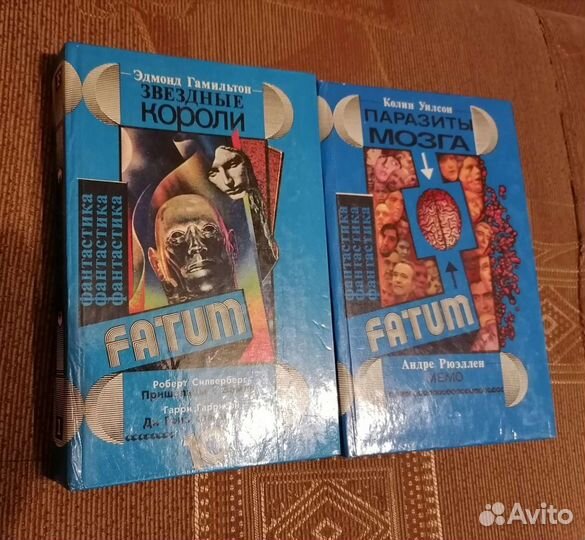 Эдмонд Гамильтон
ЗВЕЗДНЫЕ
КОРОЛИ
фантастика
фантастика
фантастика
FATUM
Роберт Силверберг
Гарри
Колин Уилсон
ПАРАЗИТЫ
МОЗГА
фантастика
фантастика
фантастика
FATUM
Андре Рюэллен
МЕМО
Avito